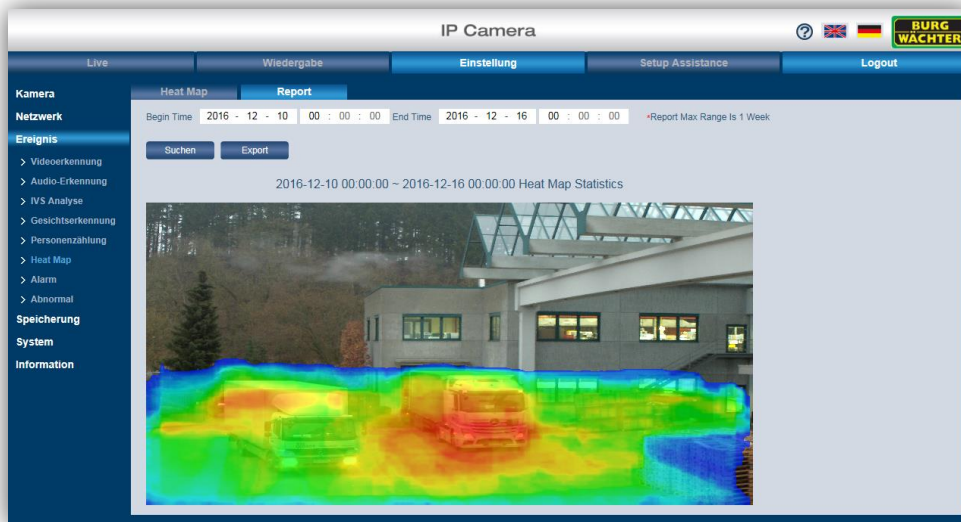 IP Camera
?
BURG
WÄCHTER
Live Wiedergabe Einstellung Setup Assistance Logout
Kamera
Netzwerk
Ereignis
> Videoerkennung
> Audio-Erkennung
> IVS Analyse
> Gesichtserkennung
> Personenzählung
> Heat Map
> Alarm
> Abnormal
Speicherung
System
Information
Heat Map Report
Begin Time 2016 - 12 - 10 00 : 00 : 00 End Time 2016 - 12 - 16 00 : 00 : 00 *Report Max Range Is 1 Week
Suchen Export
2016-12-10 00:00:00 ~ 2016-12-16 00:00:00 Heat Map Statistics